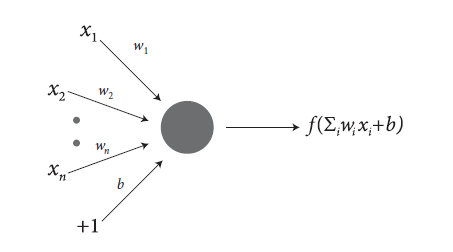 x₁
w₁
x₂
w₂
f(Σᵢwᵢxᵢ+b)
wₙ
xₙ
b
+1